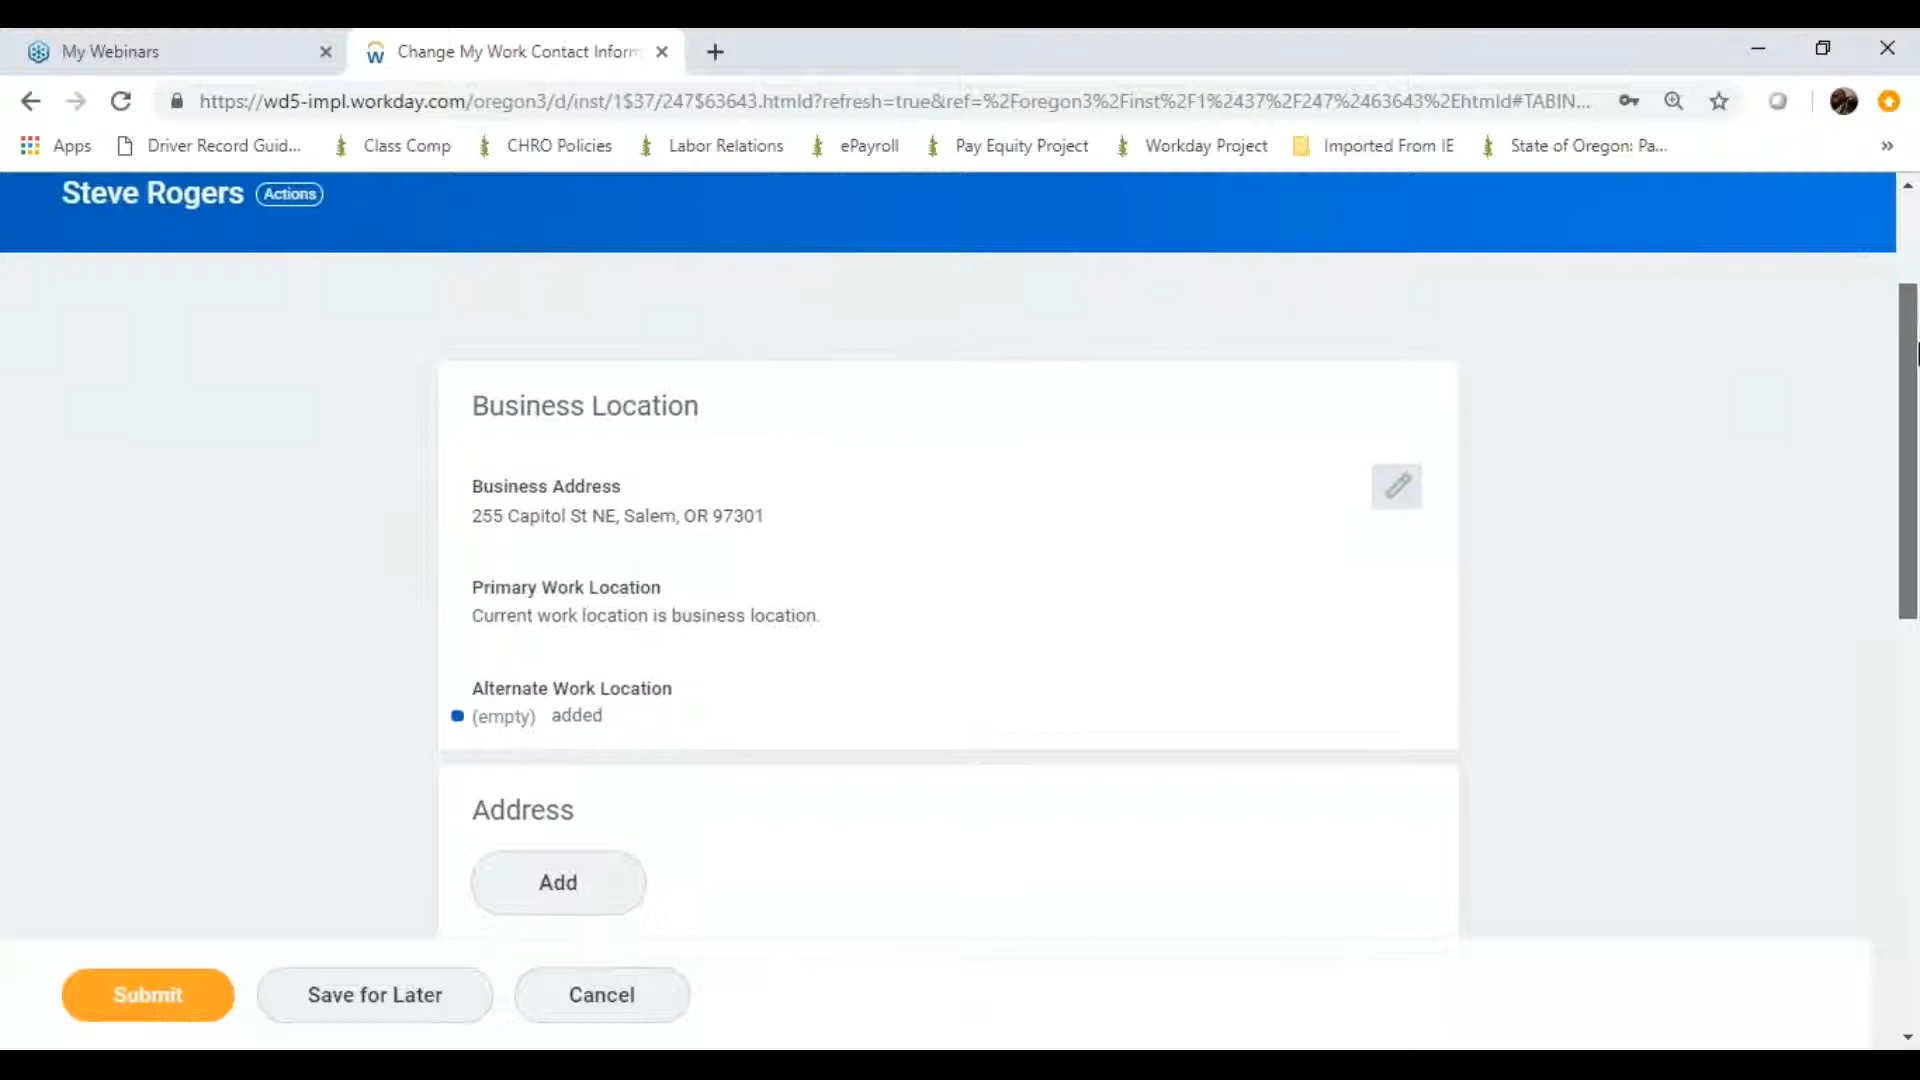 My Webinars
Change My Work Contact Inform
https://wd5-impl.workday.com/oregon3/d/inst/1$37/247$63643.htmld?refresh=true&ref=%2Foregon3%2Finst%2F1%2437%2F247%2463643%2Ehtmld#TABIN...
Apps Driver Record Guid... Class Comp CHRO Policies Labor Relations ePayroll Pay Equity Project Workday Project Imported From IE State of Oregon: Pa... »
Steve Rogers Actions
Business Location
Business Address
255 Capitol St NE, Salem, OR 97301
Primary Work Location
Current work location is business location.
Alternate Work Location
(empty) added
Address
Add
Submit Save for Later Cancel